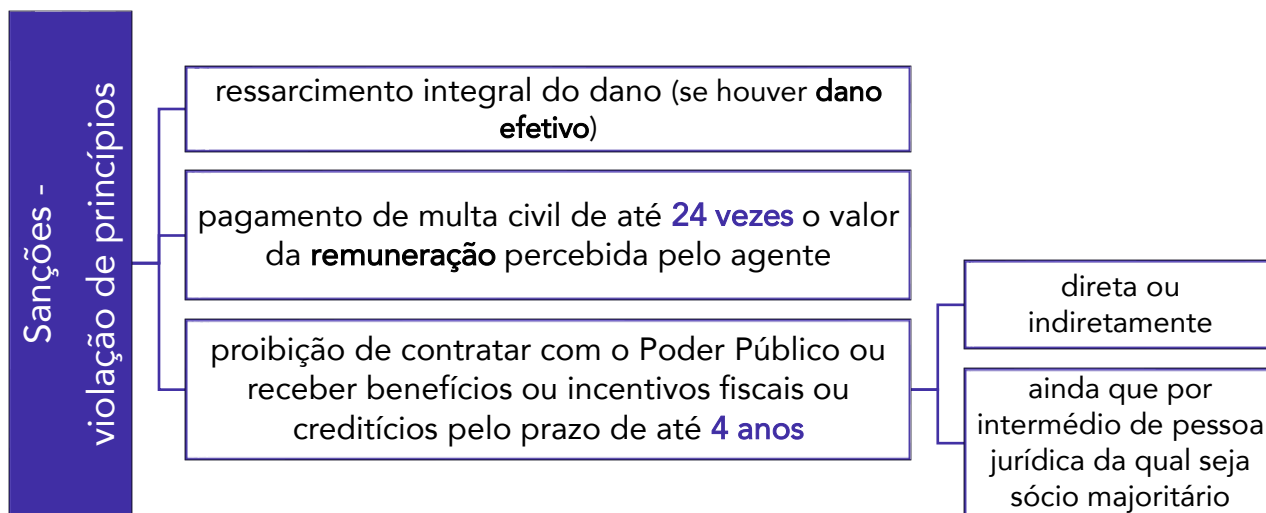 Sanções -
violação de princípios
ressarcimento integral do dano (se houver dano
efetivo)
pagamento de multa civil de até 24 vezes o valor
da remuneração percebida pelo agente
proibição de contratar com o Poder Público ou
receber benefícios ou incentivos fiscais ou
creditícios pelo prazo de até 4 anos
direta ou
indiretamente
ainda que por
intermédio de pessoa
jurídica da qual seja
sócio majoritário